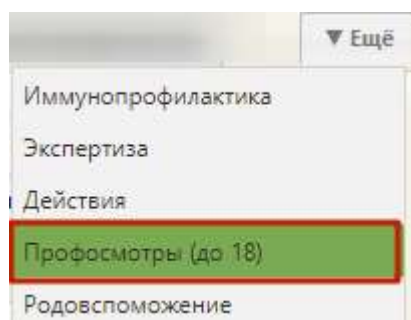 ▼ Ещё
Иммунопрофилактика
Экспертиза
Действия
Профосмотры (до 18)
Родовспоможение